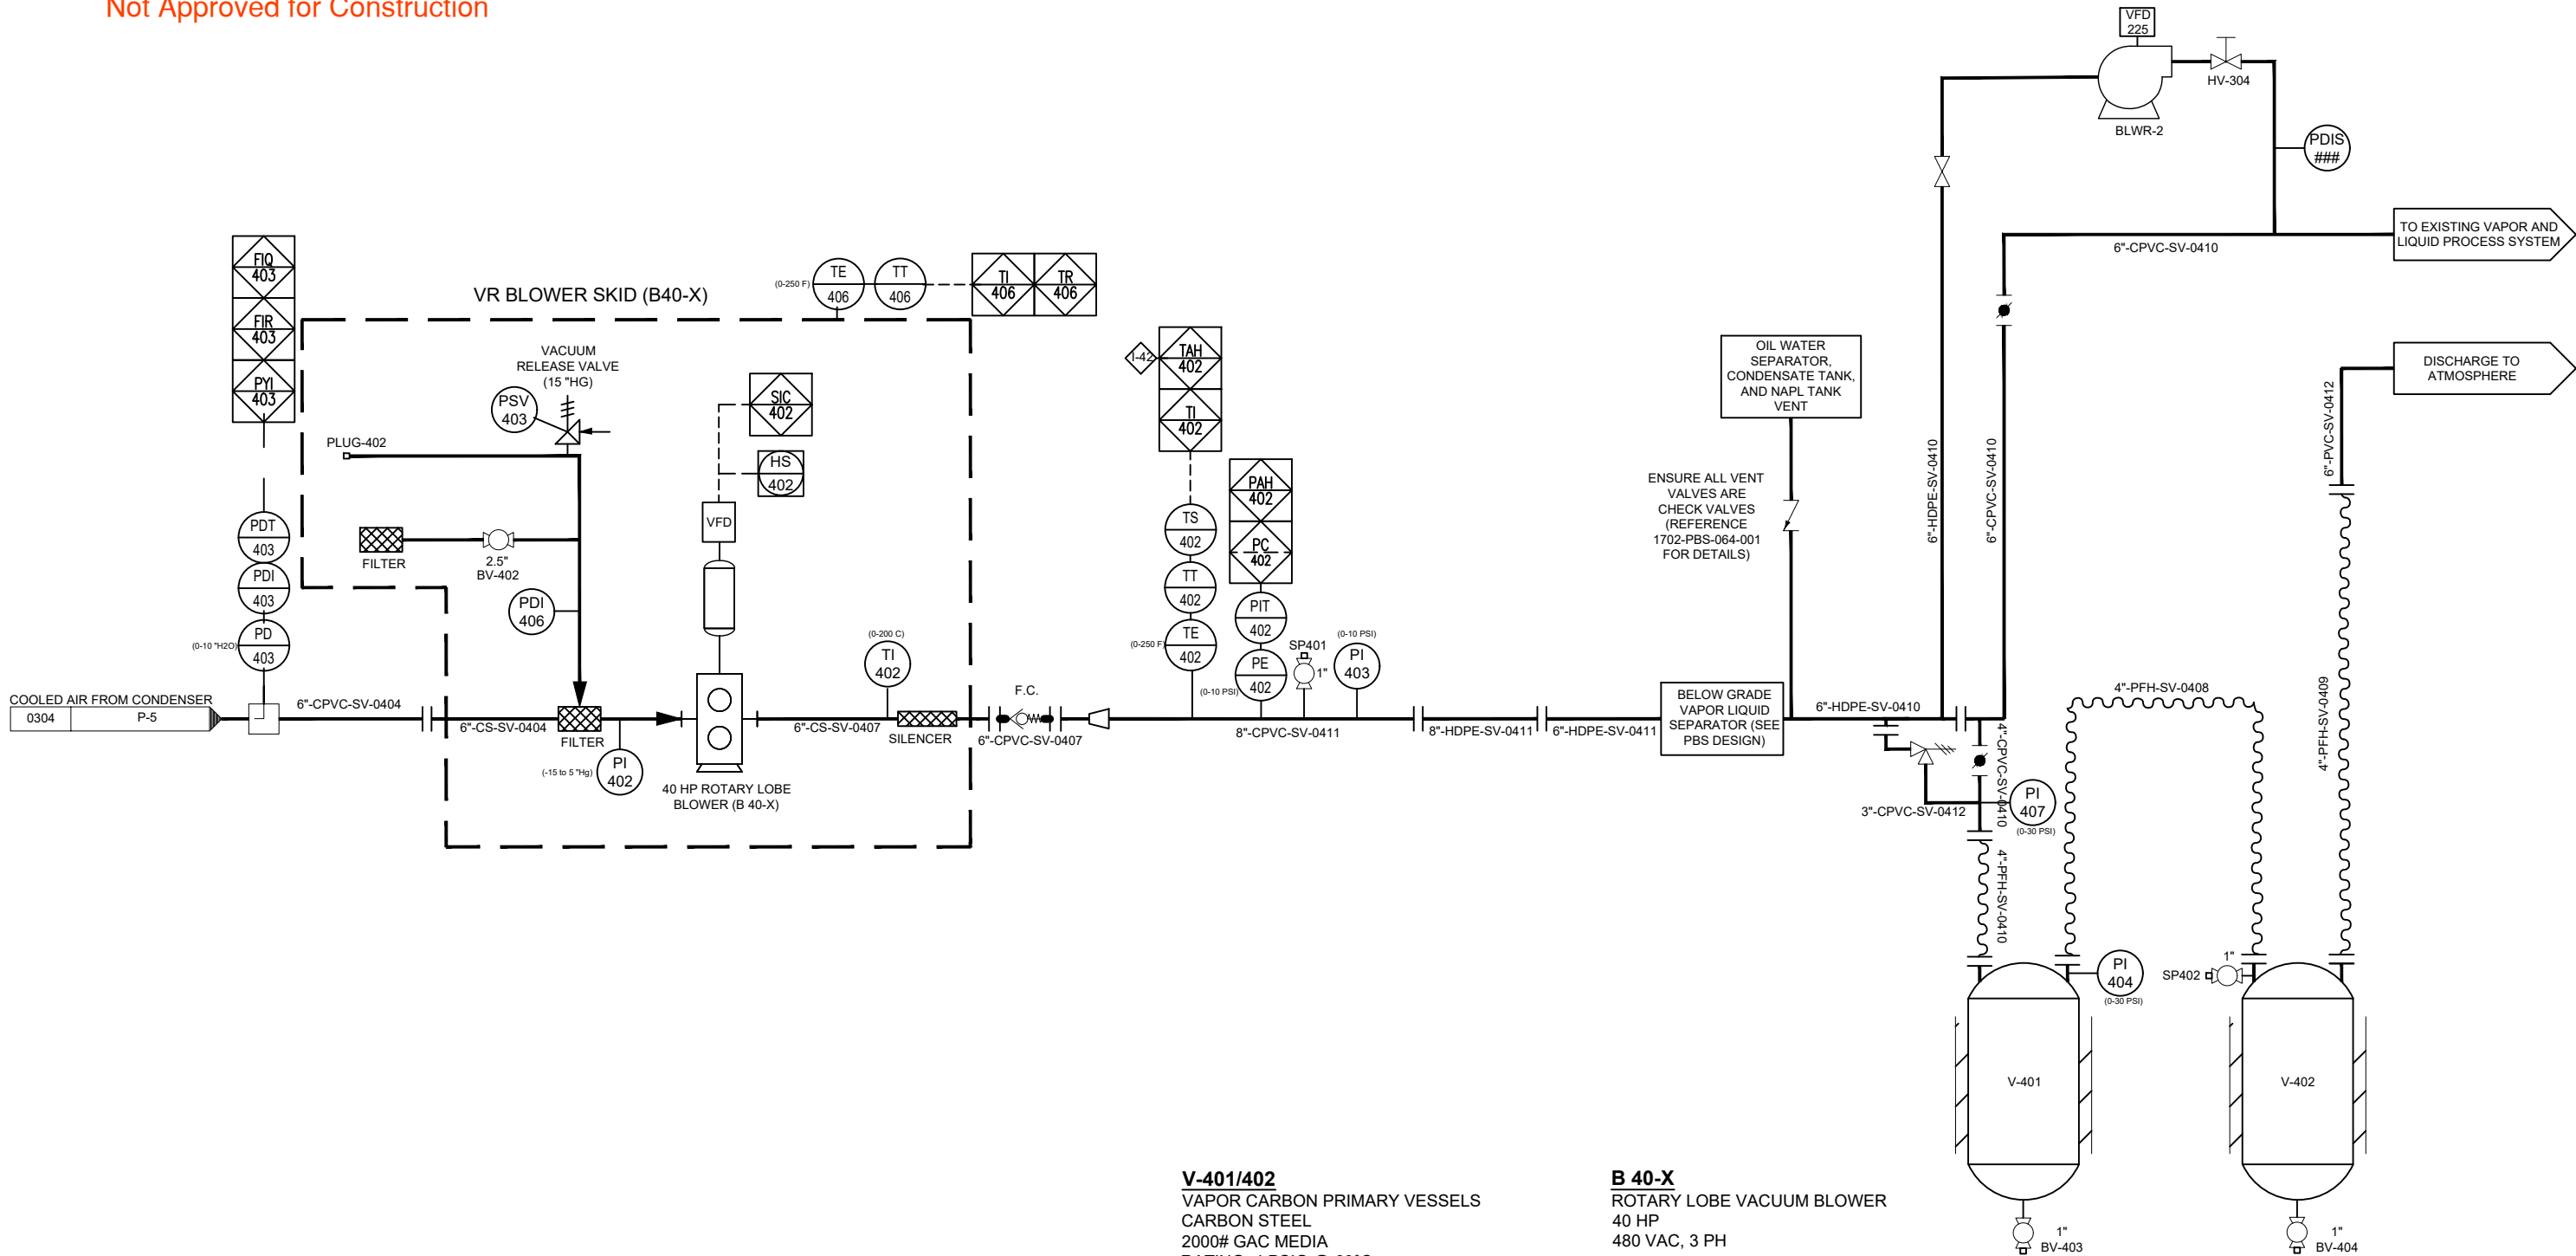 Not Approved for Construction
VFD
225
HV-304
BLWR-2
PDIS
###
TO EXISTING VAPOR AND
LIQUID PROCESS SYSTEM
6"-CPVC-SV-0410
FIQ
403
FIR
403
PYI
403
VR BLOWER SKID (B40-X)
(0-250 F)
TE
406
TT
406
TI
406
TR
406
VACUUM
RELEASE VALVE
(15 "HG)
PSV
403
PLUG-402
SIC
402
HS
402
VFD
I-42
TAH
402
TI
402
OIL WATER
SEPARATOR,
CONDENSATE TANK,
AND NAPL TANK
VENT
DISCHARGE TO
ATMOSPHERE
6"-PVC-SV-0412
6"-HDPE-SV-0410
6"-CPVC-SV-0410
ENSURE ALL VENT
VALVES ARE
CHECK VALVES
(REFERENCE
1702-PBS-064-001
FOR DETAILS)
PAH
402
PC
402
PDT
403
PDI
403
PD
403
(0-10 "H2O)
FILTER
2.5"
BV-402
PDI
406
TS
402
TT
402
TE
402
(0-250 F)
PIT
402
PE
402
(0-10 PSI)
SP401
1"
(0-10 PSI)
PI
403
(0-200 C)
TI
402
COOLED AIR FROM CONDENSER
0304
P-5
6"-CPVC-SV-0404
6"-CS-SV-0404
FILTER
(-15 to 5 "Hg)
PI
402
40 HP ROTARY LOBE
BLOWER (B 40-X)
6"-CS-SV-0407
SILENCER
F.C.
6"-CPVC-SV-0407
8"-CPVC-SV-0411
8"-HDPE-SV-0411
6"-HDPE-SV-0411
BELOW GRADE
VAPOR LIQUID
SEPARATOR (SEE
PBS DESIGN)
6"-HDPE-SV-0410
4"-CPVC-SV-0410
3"-CPVC-SV-0412
PI
407
(0-30 PSI)
4"-PFH-SV-0410
4"-PFH-SV-0408
4"-PFH-SV-0409
PI
404
(0-30 PSI)
SP402
1"
V-401
V-402
1"
BV-403
1"
BV-404
V-401/402
VAPOR CARBON PRIMARY VESSELS
CARBON STEEL
2000# GAC MEDIA
B 40-X
ROTARY LOBE VACUUM BLOWER
40 HP
480 VAC, 3 PH